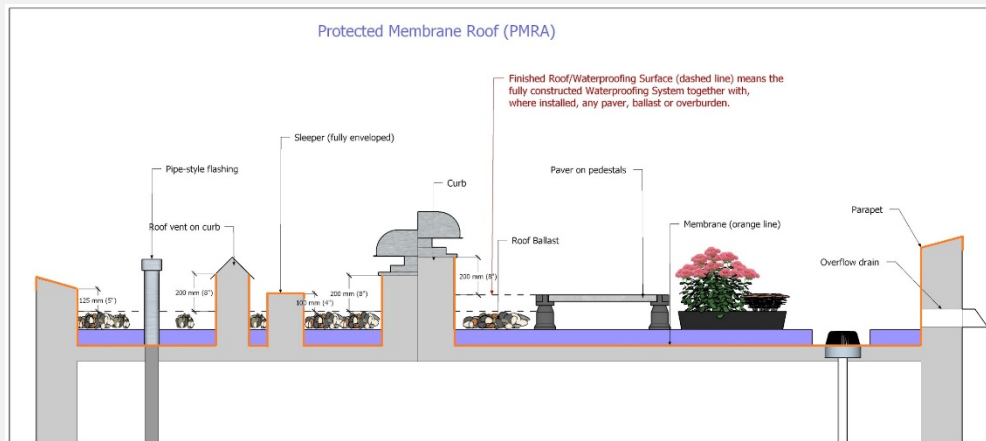 Protected Membrane Roof (PMRA)
Finished Roof/Waterproofing Surface (dashed line) means the
fully constructed Waterproofing System together with,
where installed, any paver, ballast or overburden.
Sleeper (fully enveloped)
Pipe-style flashing
Curb
Paver on pedestals
Roof vent on curb
Roof Ballast
Membrane (orange line)
Parapet
Overflow drain
125 mm (5")
200 mm (8")
100 mm (4")
200 mm (8")
200 mm (8")